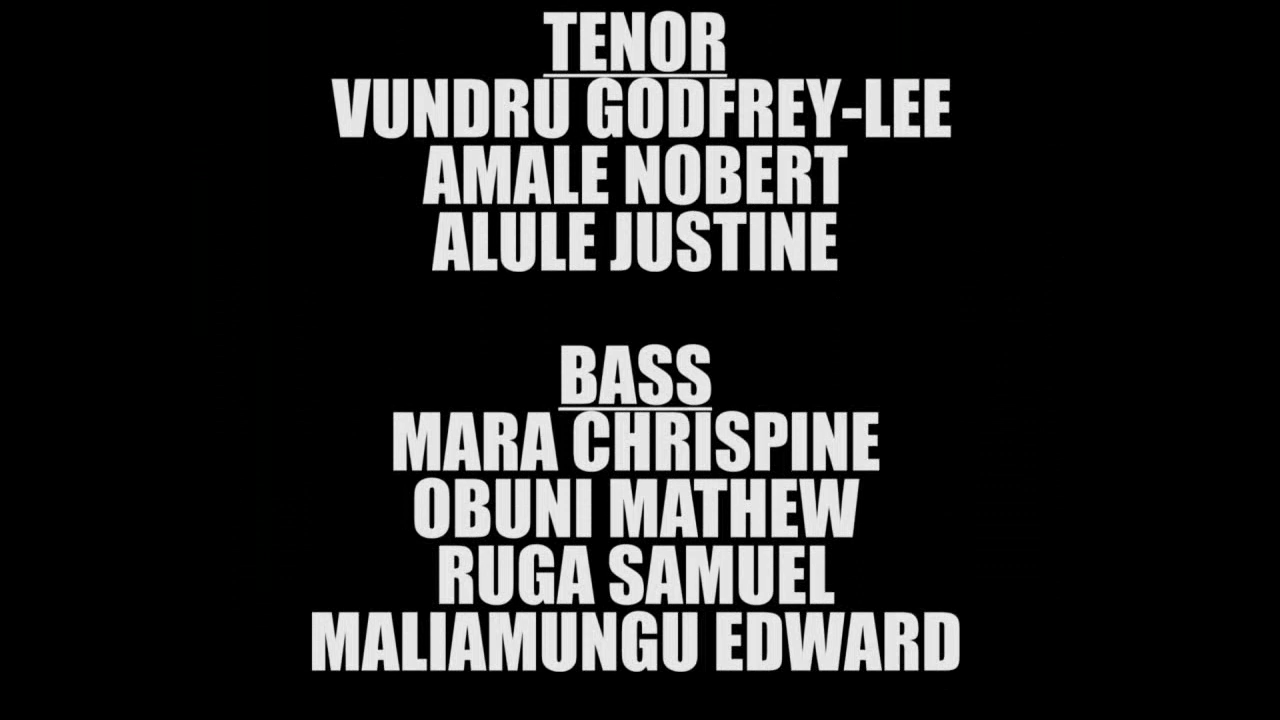 TENOR
VUNDRU GODFREY-LEE
AMALE NOBERT
ALULE JUSTINE
BASS
MARA CHRISPINE
OBUNI MATHEW
RUGA SAMUEL
MALIAMUNGU EDWARD